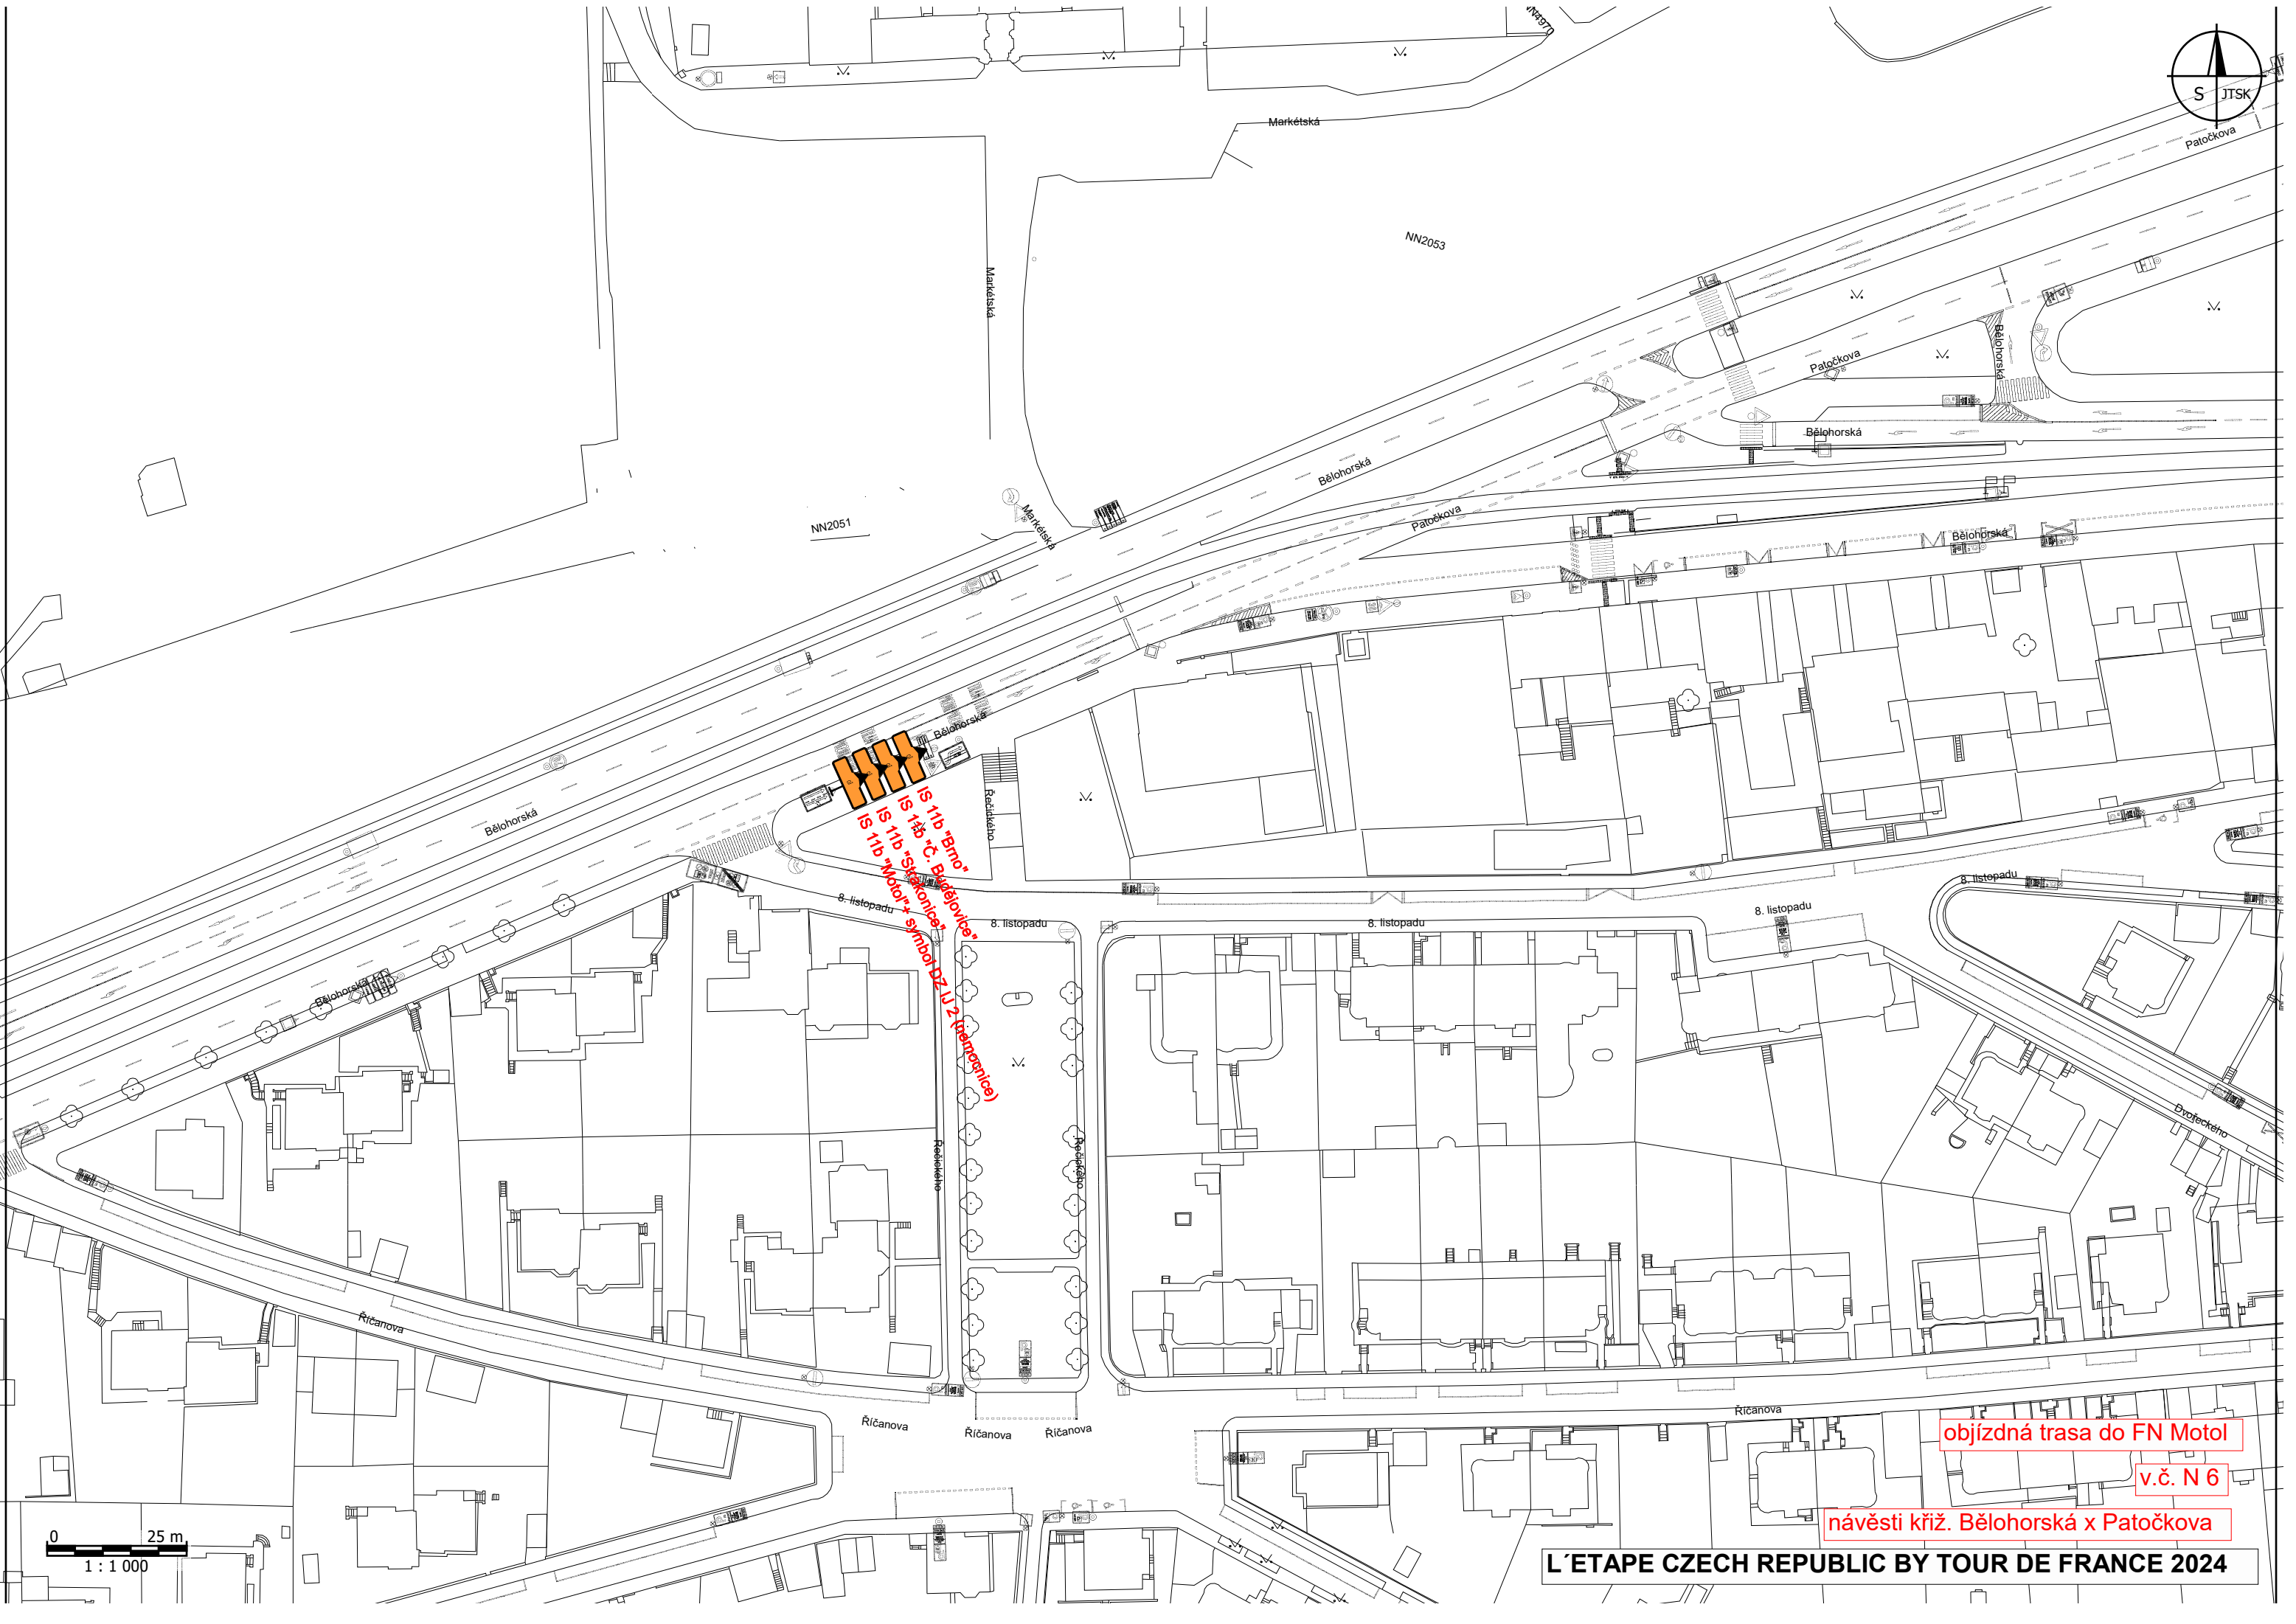 NN4970
S JTSK
Patočkova
Markétská
NN2053
Markétská
Bělohorská
Patočkova
Bělohorská
Bělohorská
Patočkova
NN2051
Markétská
Bělohorská
Bělohorská
Bělohorská
Řečického
IS 11b "Brno"
IS 11b "Č. Budějovice"
IS 11b "Strakonice"
IS 11b "Motol"+ symbol DZ IJ 2 (nemocnice)
8. listopadu
8. listopadu
8. listopadu
8. listopadu
8. listopadu
Bělohorská
Řečického
Řečického
Dvořeckého
Říčanova
Říčanova
Říčanova
Říčanova
Říčanova
objízdná trasa do FN Motol
v.č. N 6
návěsti křiž. Bělohorská x Patočkova
L´ETAPE CZECH REPUBLIC BY TOUR DE FRANCE 2024
0 25 m
1 : 1 000